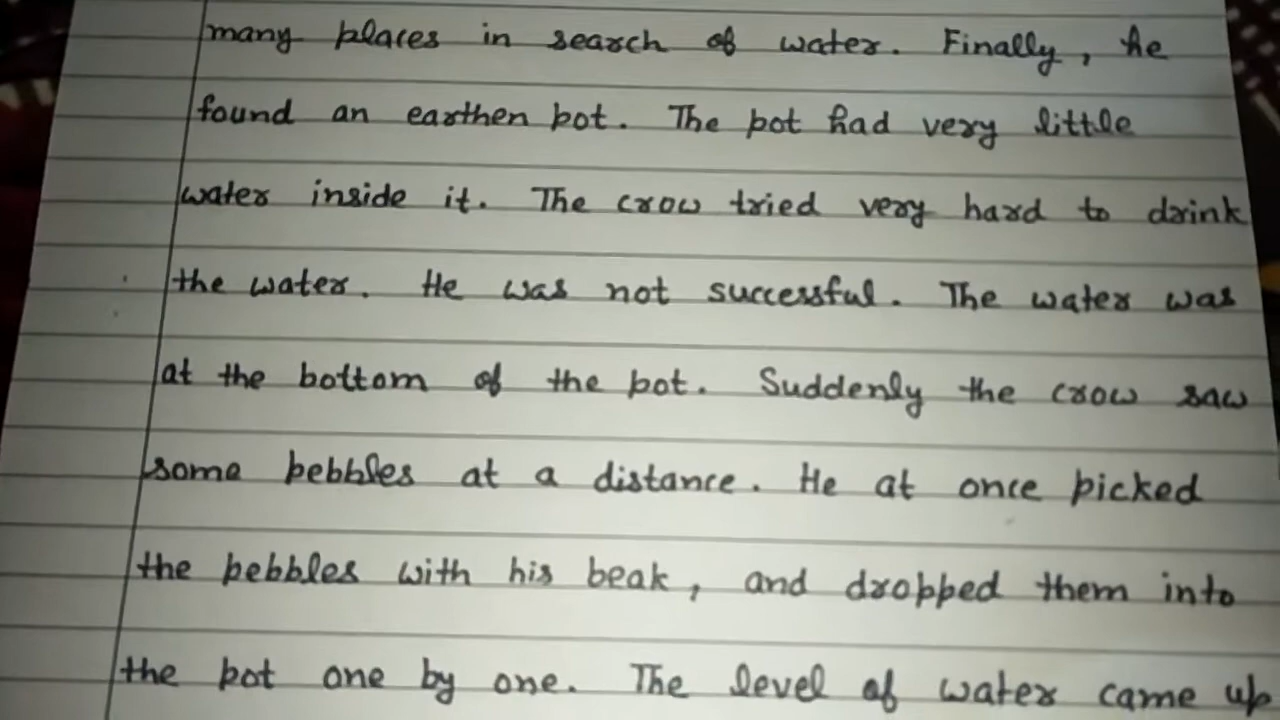 many places in search of water. Finally, he
found an earthen pot. The pot had very little
water inside it. The crow tried very hard to drink
the water. He was not successful. The water was
at the bottom of the pot. Suddenly the crow saw
some pebbles at a distance. He at once picked
the pebbles with his beak, and dropped them into
the pot one by one. The level of water came up